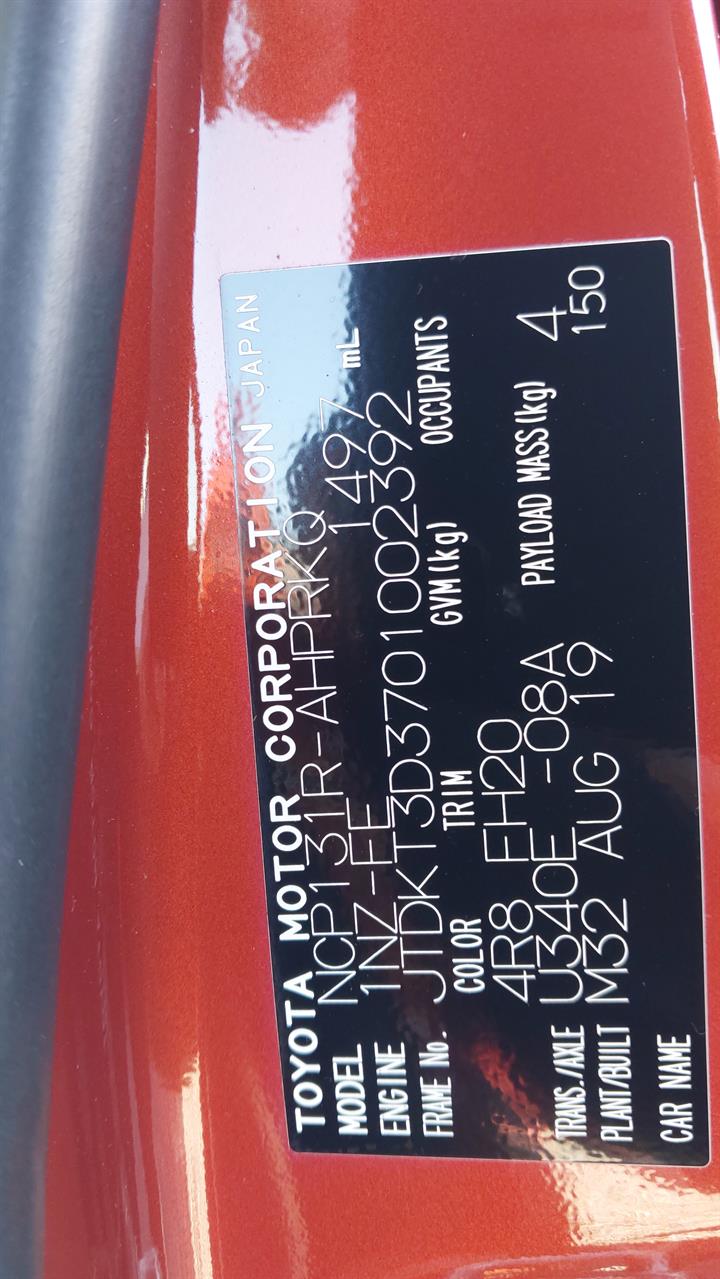 TOYOTA MOTOR CORPORATION JAPAN
MODEL NCP131R-AHPRKQ
ENGINE 1NZ-FE 1497 mL
FRAME No. JTDKT3D3701002392
COLOR TRIM GVM(kg) OCCUPANTS
4R8 EH20
TRANS./AXLE U340E -08A PAYLOAD MASS(kg) 4
PLANT/BUILT M32 AUG 19 150
CAR NAME